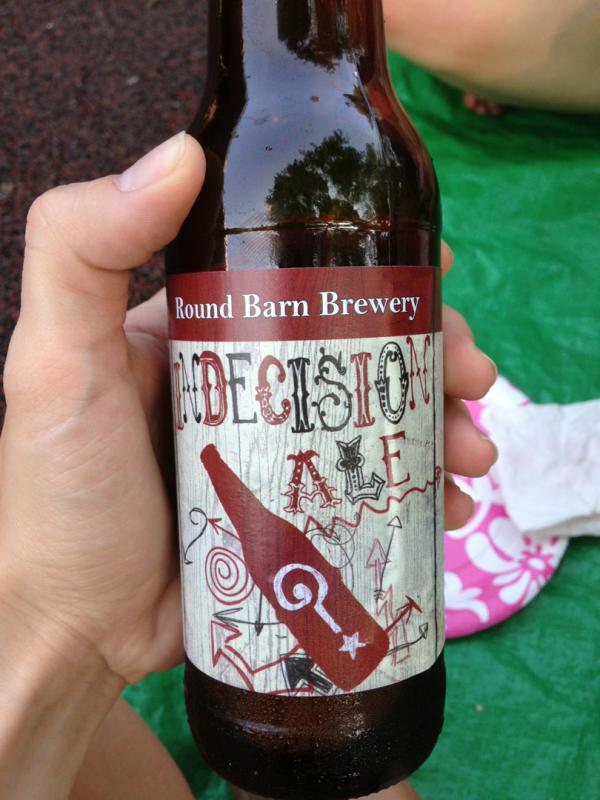 Round Barn Brewery
INDECISION
ALE
?